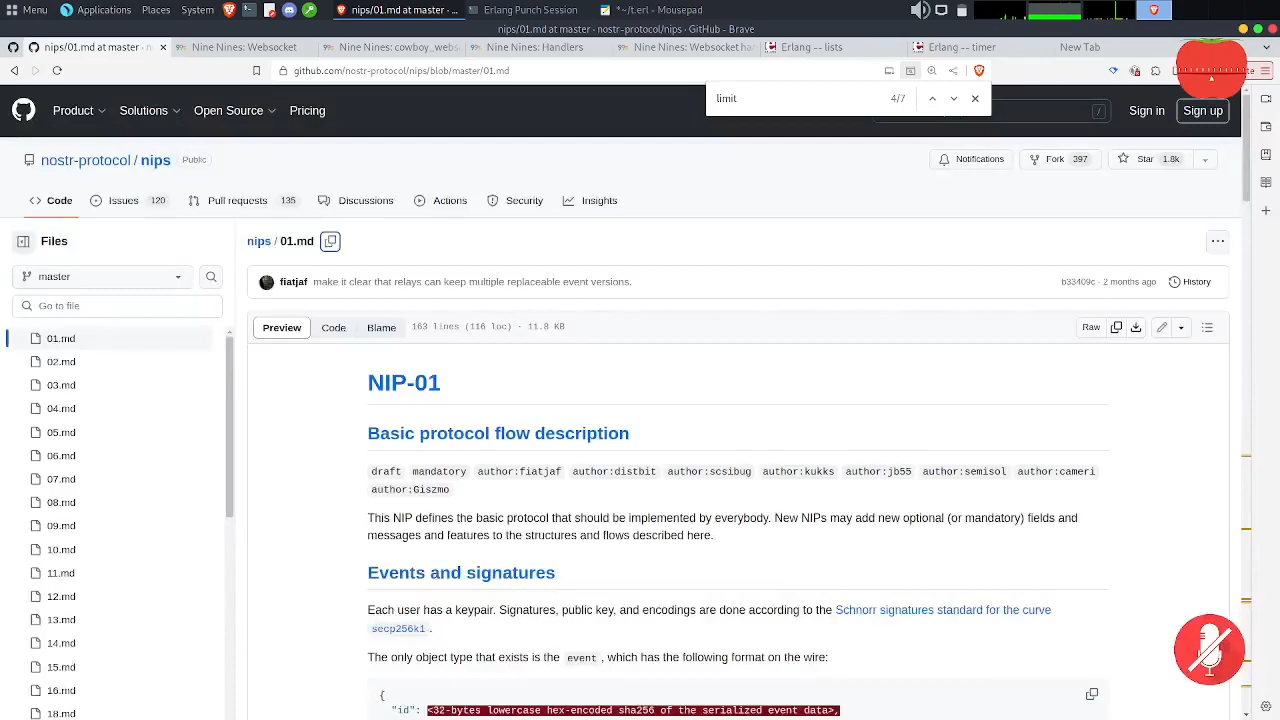 Menu Applications Places System nips/01.md at master - ... Erlang Punch Session *~/t.erl - Mousepad
nips/01.md at master · nostr-protocol/nips · GitHub - Brave
nips/01.md at master · n Nine Nines: Websocket Nine Nines: cowboy_webs Nine Nines: Handlers Nine Nines: Websocket ha Erlang -- lists Erlang -- timer New Tab
github.com/nostr-protocol/nips/blob/master/01.md
limit 4/7
Product Solutions Open Source Pricing / Sign in Sign up
nostr-protocol / nips Public Notifications Fork 397 Star 1.8k
Code Issues 120 Pull requests 135 Discussions Actions Security Insights
Files
nips / 01.md
master
Go to file
fiatjaf make it clear that relays can keep multiple replaceable event versions. b33409c · 2 months ago History
Preview Code Blame 163 lines (116 loc) · 11.8 KB Raw
01.md
02.md
03.md
04.md
05.md
06.md
07.md
08.md
09.md
10.md
11.md
12.md
13.md
14.md
15.md
16.md
18.md
NIP-01
Basic protocol flow description
draft mandatory author:fiatjaf author:distbit author:scsibug author:kukks author:jb55 author:semisol author:cameri
author:Giszmo
This NIP defines the basic protocol that should be implemented by everybody. New NIPs may add new optional (or mandatory) fields and
messages and features to the structures and flows described here.
Events and signatures
Each user has a keypair. Signatures, public key, and encodings are done according to the Schnorr signatures standard for the curve
secp256k1 .
The only object type that exists is the event , which has the following format on the wire:
{
"id": <32-bytes lowercase hex-encoded sha256 of the serialized event data>,